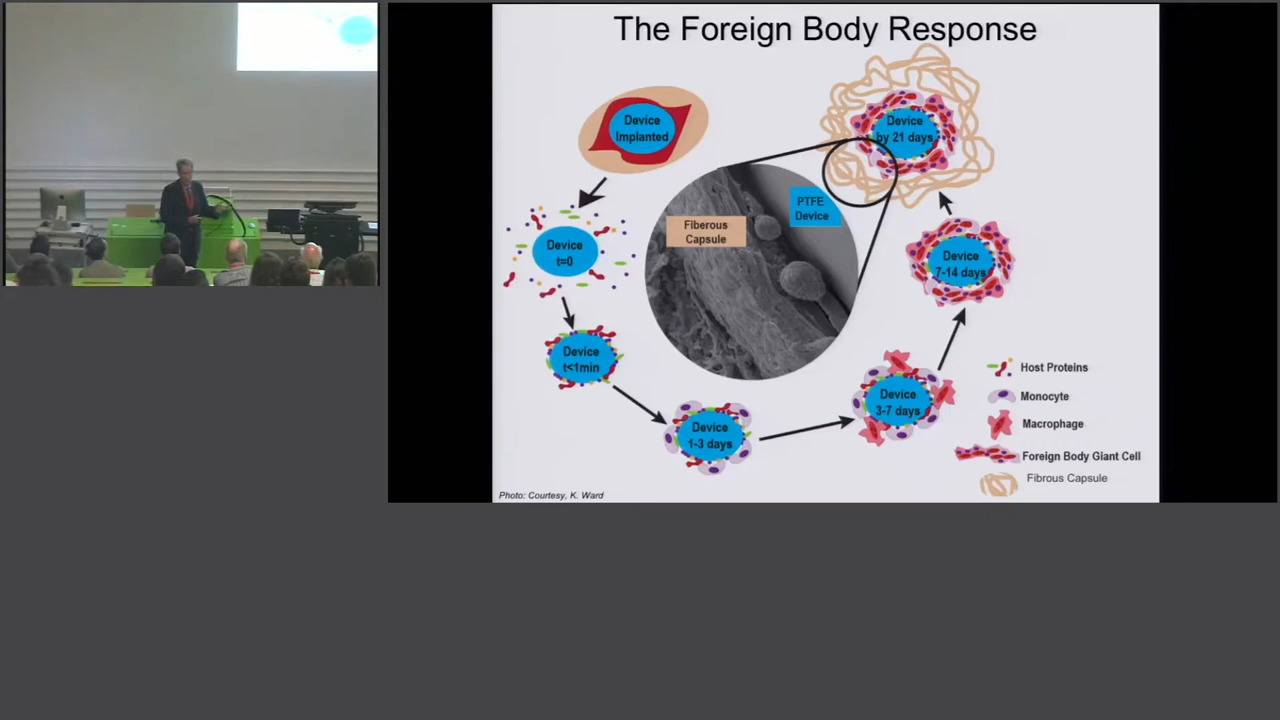 The Foreign Body Response
Device
Implanted
Device
t=0
Device
t<1min
Device
1-3 days
Device
3-7 days
Device
7-14 days
Device
by 21 days
Fiberous
Capsule
PTFE
Device
Host Proteins
Monocyte
Macrophage
Foreign Body Giant Cell
Fibrous Capsule
Photo: Courtesy, K. Ward